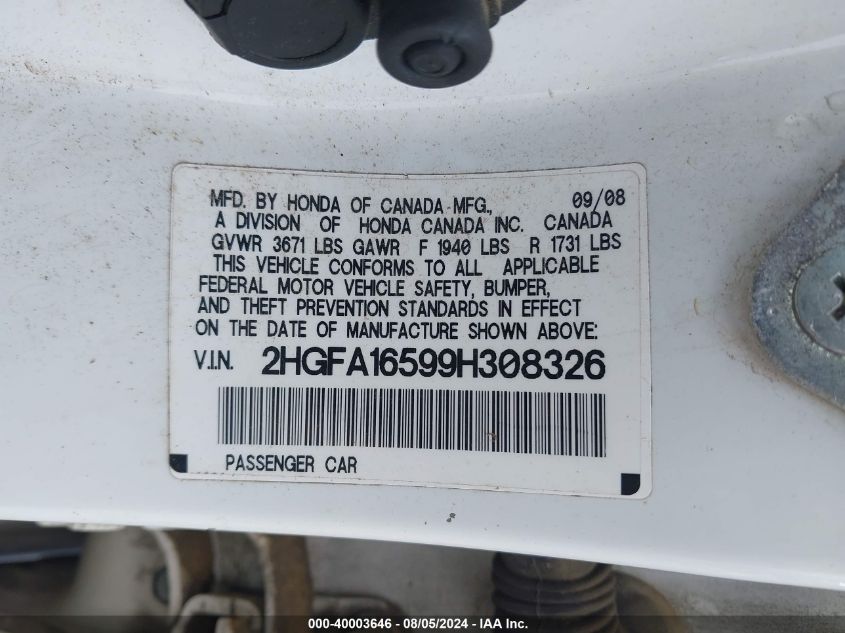 MFD. BY HONDA OF CANADA MFG., 09/08
A DIVISION OF HONDA CANADA INC. CANADA
GVWR 3671 LBS GAWR F 1940 LBS R 1731 LBS
THIS VEHICLE CONFORMS TO ALL APPLICABLE
FEDERAL MOTOR VEHICLE SAFETY, BUMPER,
AND THEFT PREVENTION STANDARDS IN EFFECT
ON THE DATE OF MANUFACTURE SHOWN ABOVE:
V.I.N. 2HGFA16599H308326
PASSENGER CAR
000-40003646 - 08/05/2024 - IAA Inc.